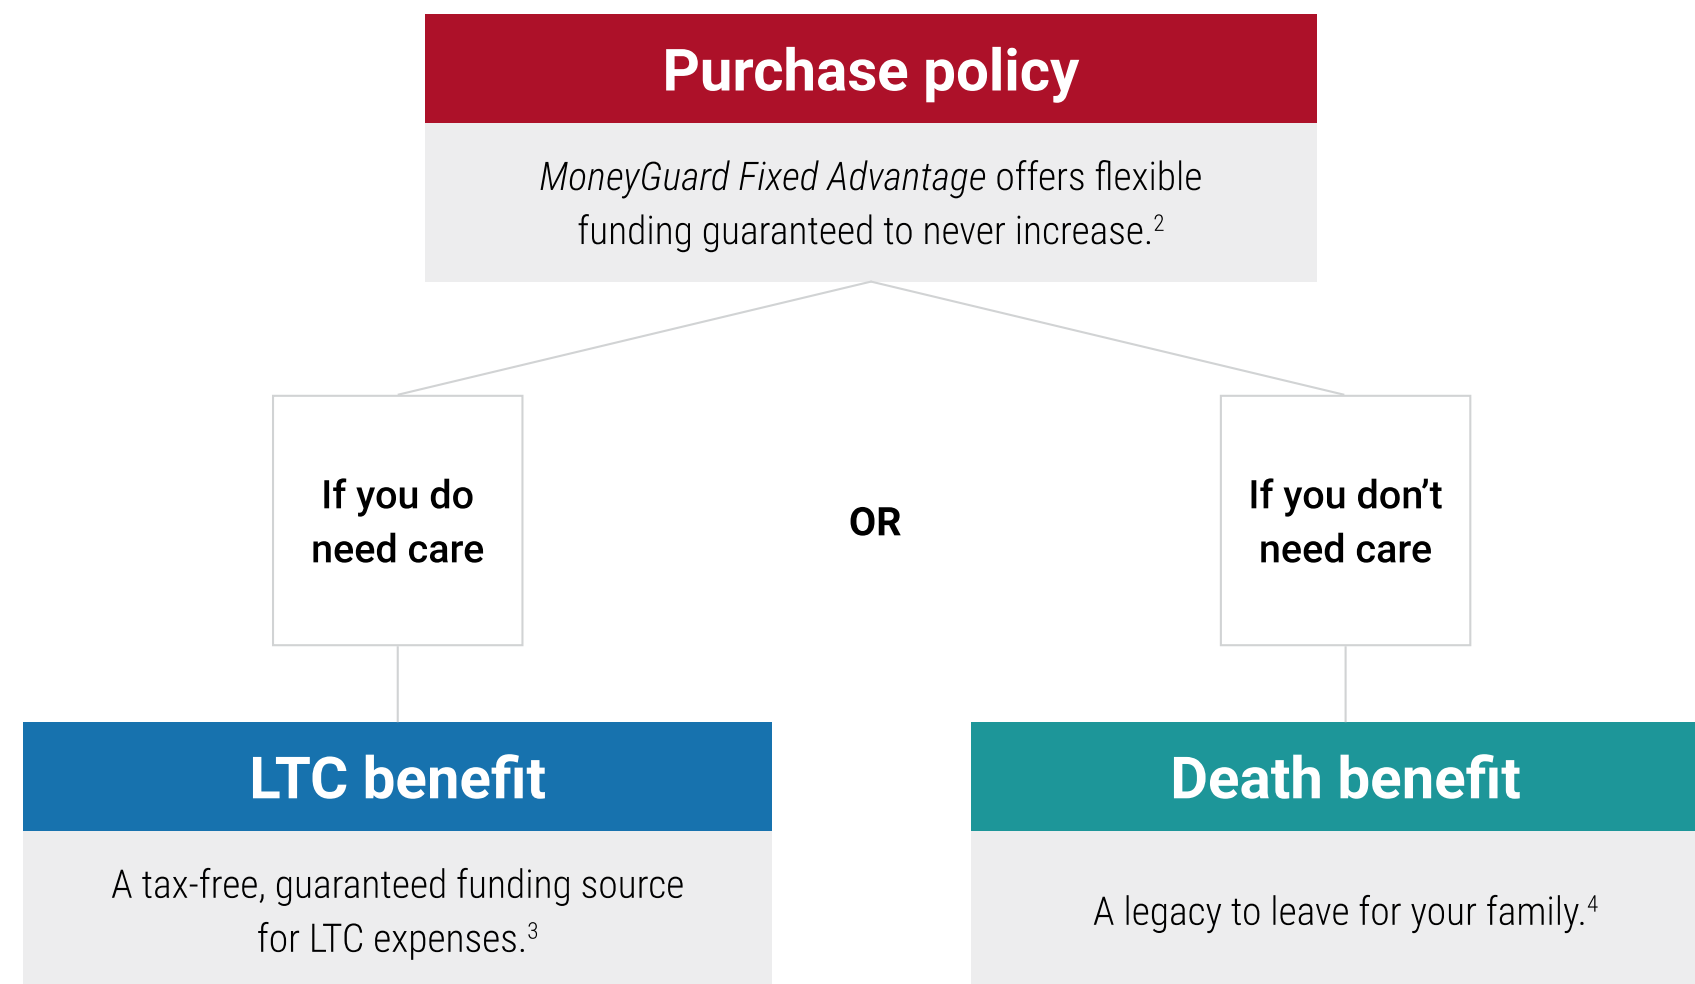 Purchase policy
MoneyGuard Fixed Advantage offers flexible
funding guaranteed to never increase.²
If you do
need care
OR
If you don’t
need care
LTC benefit
A tax-free, guaranteed funding source
for LTC expenses.³
Death benefit
A legacy to leave for your family.⁴